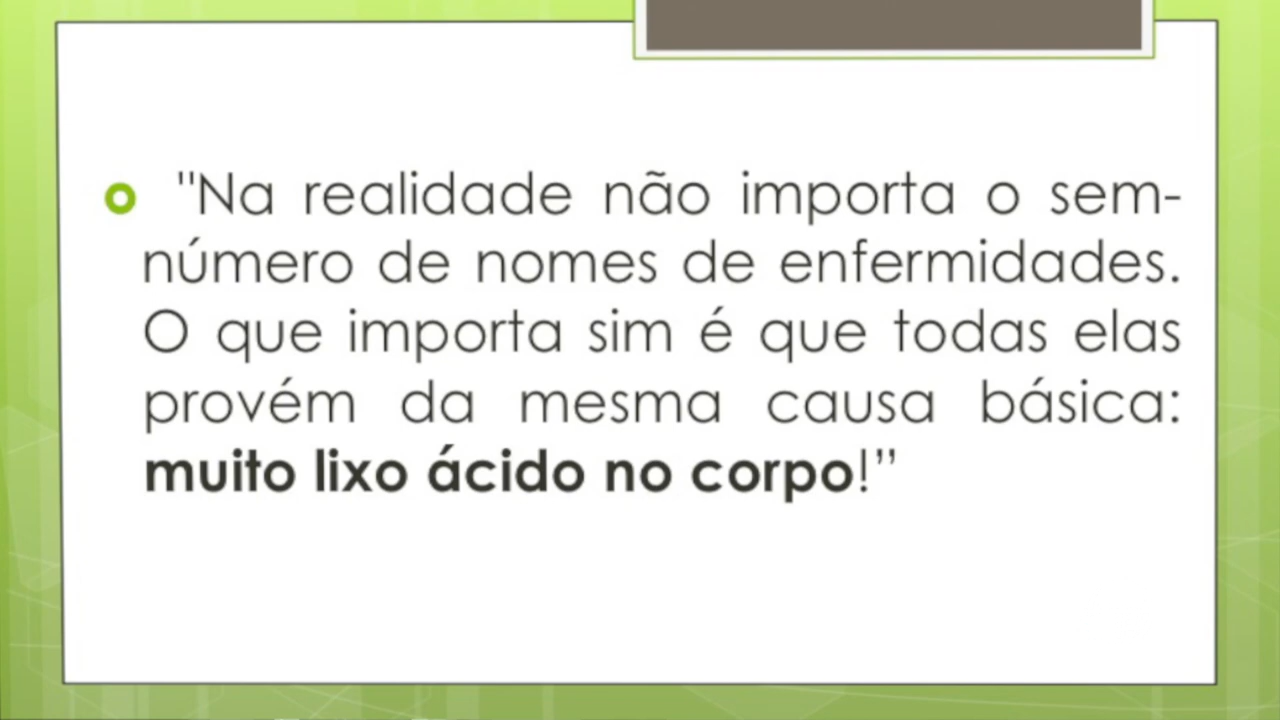 "Na realidade não importa o sem-
número de nomes de enfermidades.
O que importa sim é que todas elas
provém da mesma causa básica:
muito lixo ácido no corpo!”